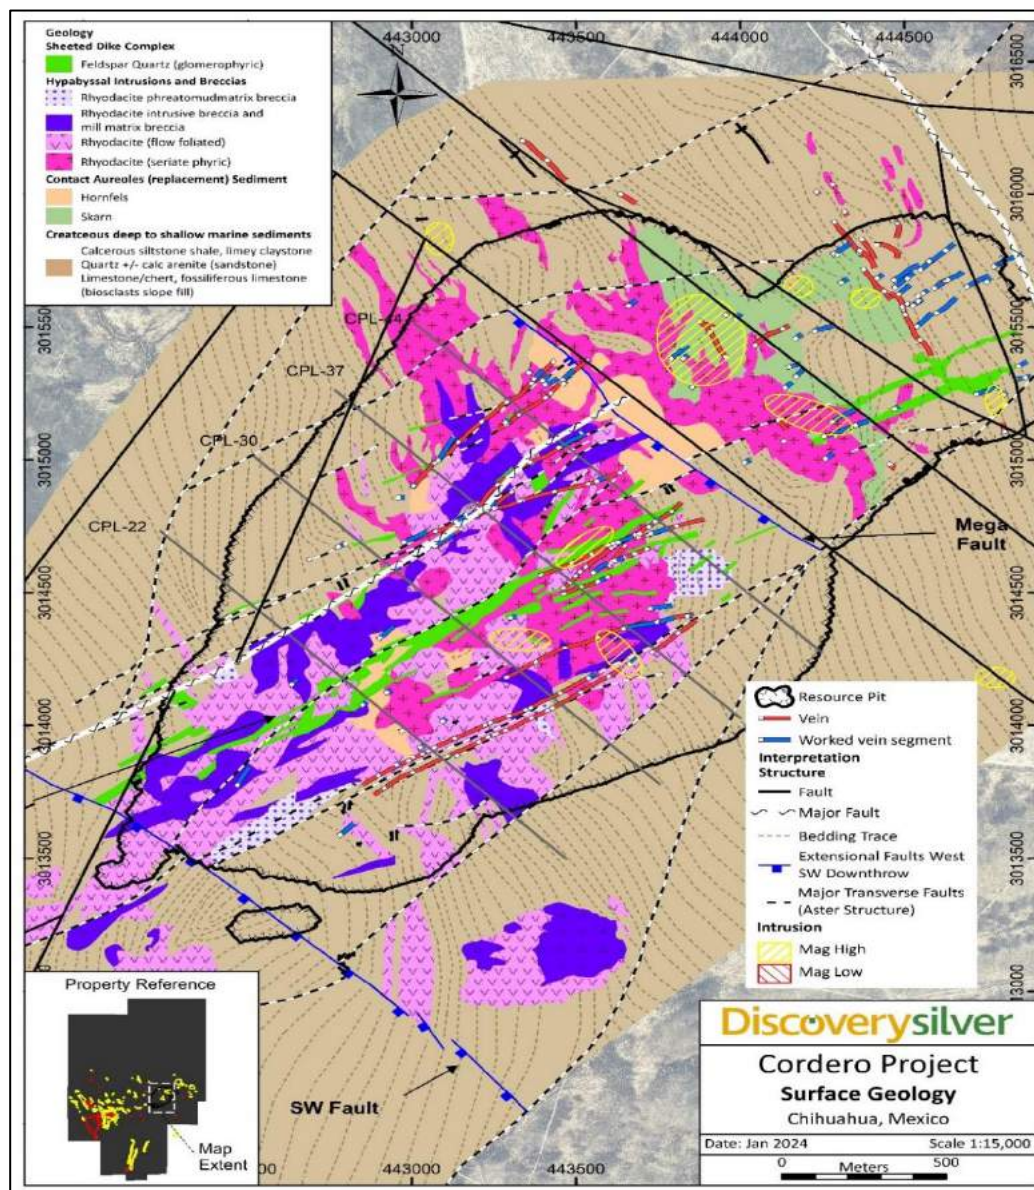 443000
443500
444000
444500
Geology
Sheeted Dike Complex
Feldspar Quartz (glomerophyric)
Hypabyssal Intrusions and Breccias
Rhyodacite phreatomudmatrix breccia
Rhyodacite intrusive breccia and
mill matrix breccia
Rhyodacite (flow foliated)
Rhyodacite (seriate phyric)
Contact Aureoles (replacement) Sediment
Hornfels
Skarn
Creatceous deep to shallow marine sediments
Calcerous siltstone shale, limey claystone
Quartz +/- calc arenite (sandstone)
Limestone/chert, fossiliferous limestone
(biosclasts slope fill)
3016500
3016000
3015500
3015500
CPL-44
CPL-37
CPL-30
CPL-22
3015000
3015000
Mega
Fault
3014500
3014500
3014000
3014000
3013500
3013500
Resource Pit
Vein
Worked vein segment
Interpretation
Structure
Fault
Major Fault
Bedding Trace
Extensional Faults West
SW Downthrow
Major Transverse Faults
(Aster Structure)
Intrusion
Mag High
Mag Low
SW Fault
Property Reference
Map
Extent
443000
443500
Discoverysilver
Cordero Project
Surface Geology
Chihuahua, Mexico
Date: Jan 2024
Scale 1:15,000
0 Meters 500